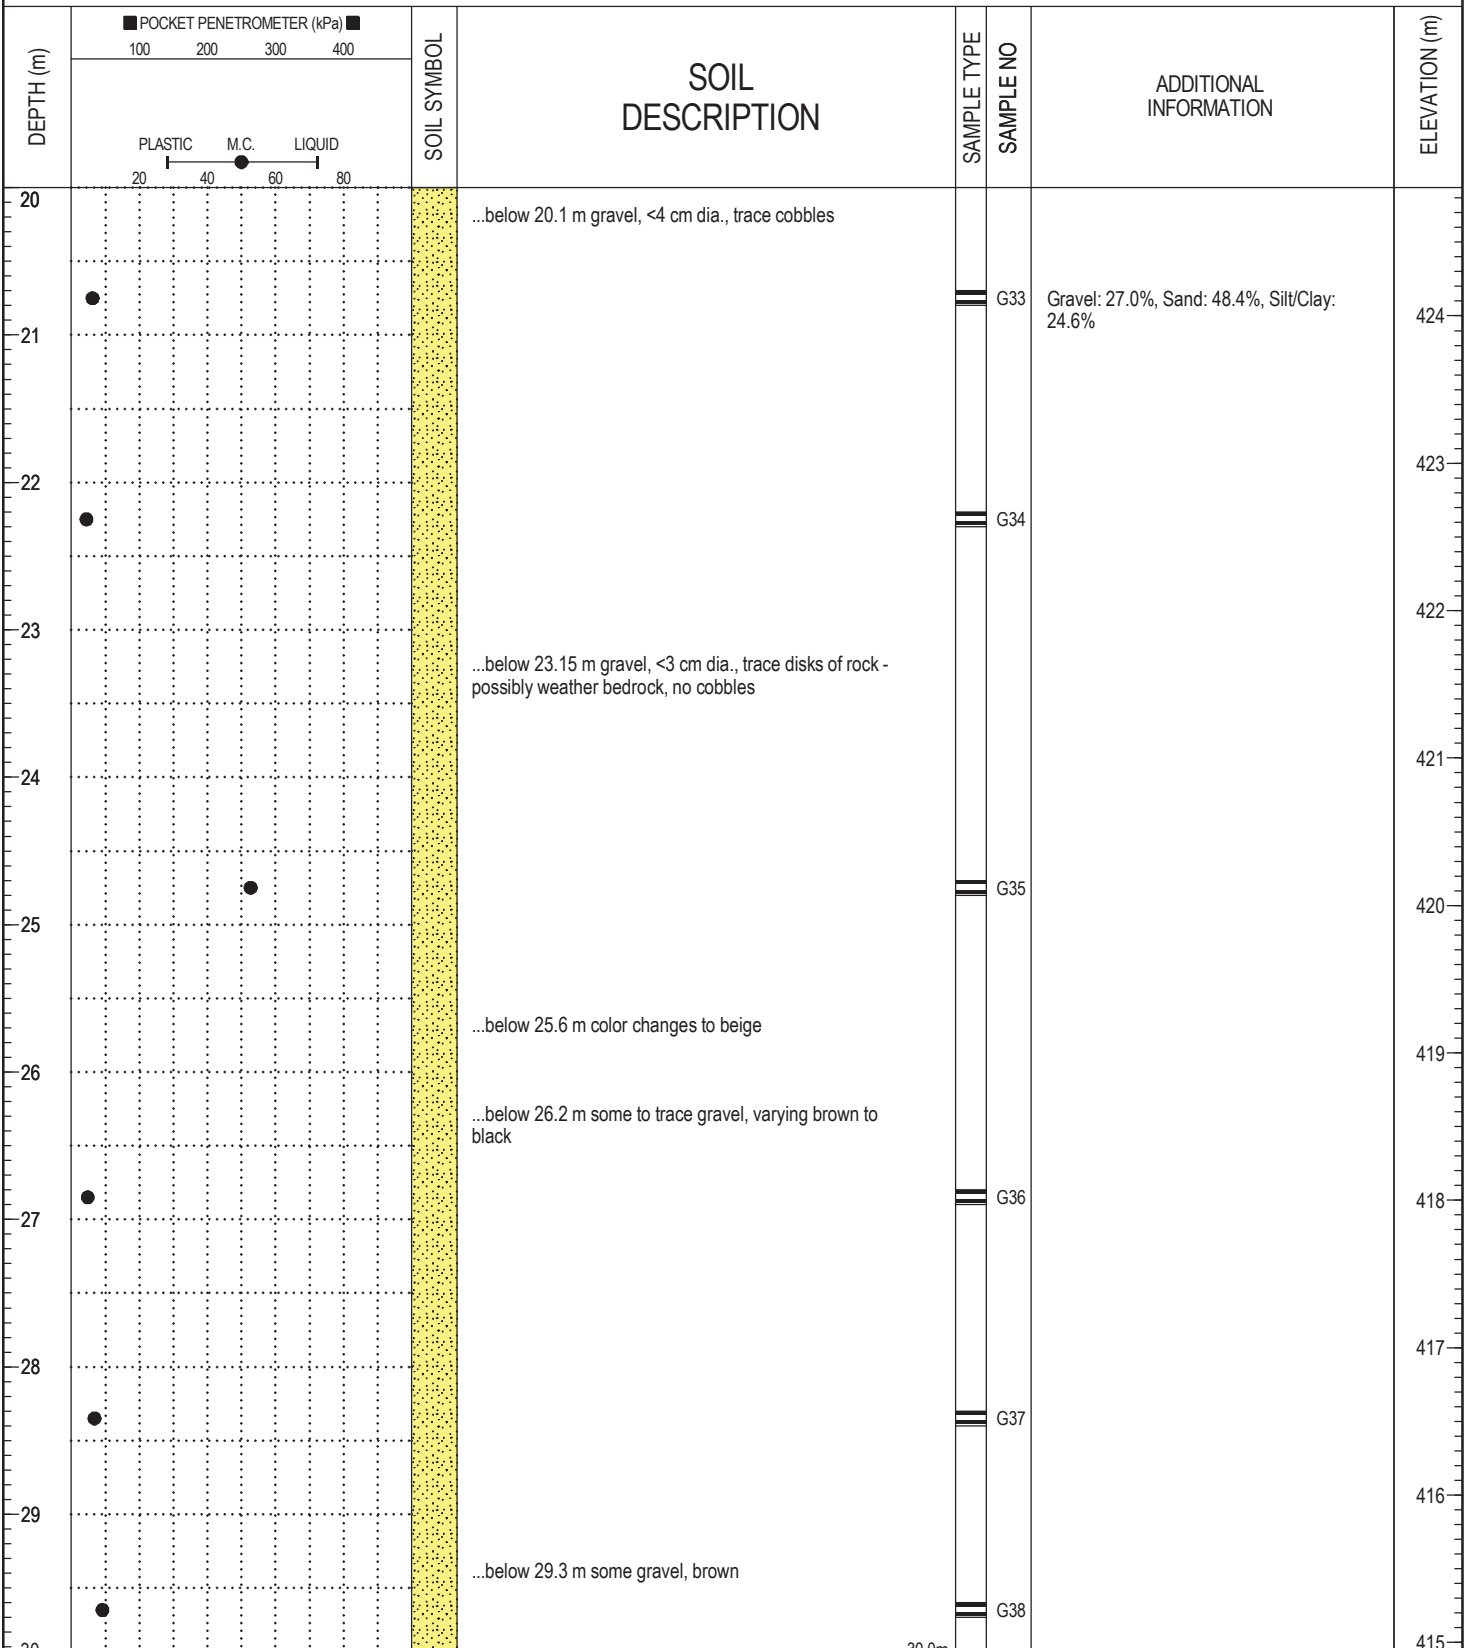 ■ POCKET PENETROMETER (kPa) ■
100 200 300 400
DEPTH (m)
PLASTIC M.C. LIQUID
20 40 60 80
SOIL SYMBOL
SOIL
DESCRIPTION
SAMPLE TYPE
SAMPLE NO
ADDITIONAL
INFORMATION
ELEVATION (m)
20
...below 20.1 m gravel, <4 cm dia., trace cobbles
G33 Gravel: 27.0%, Sand: 48.4%, Silt/Clay:
24.6%
424
21
423
22
G34
422
23
...below 23.15 m gravel, <3 cm dia., trace disks of rock -
possibly weather bedrock, no cobbles
421
24
G35
420
25
...below 25.6 m color changes to beige
419
26
...below 26.2 m some to trace gravel, varying brown to
black
G36
418
27
417
28
G37
416
29
...below 29.3 m some gravel, brown
G38
415
30
30.0m